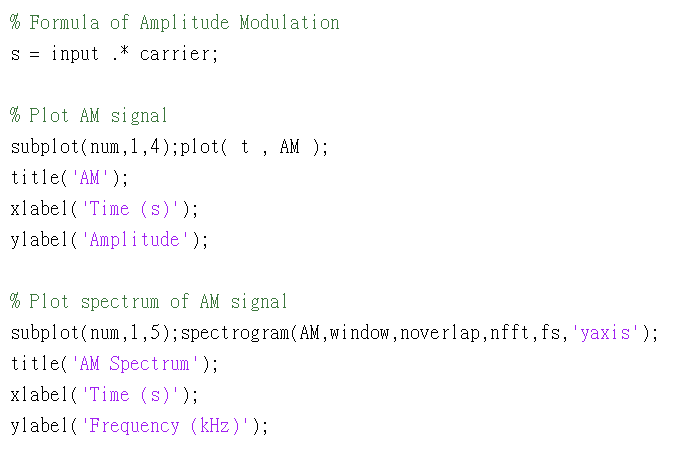 % Formula of Amplitude Modulation
s = input .* carrier;
% Plot AM signal
subplot(num,1,4);plot( t , AM );
title('AM');
xlabel('Time (s)');
ylabel('Amplitude');
% Plot spectrum of AM signal
subplot(num,1,5);spectrogram(AM,window,noverlap,nfft,fs,'yaxis');
title('AM Spectrum');
xlabel('Time (s)');
ylabel('Frequency (kHz)');